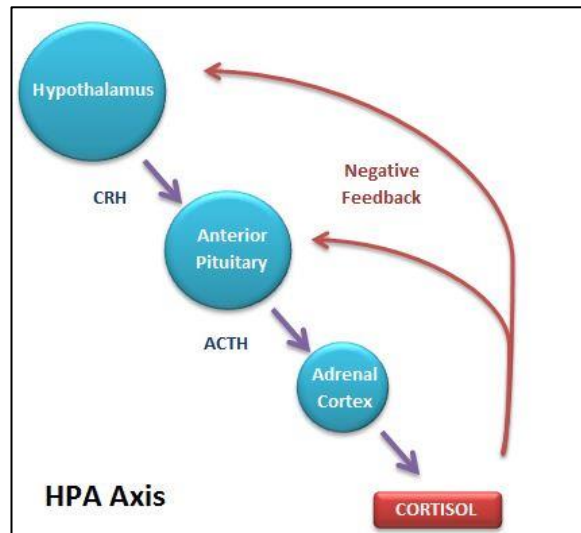 Hypothalamus
CRH
Negative
Feedback
Anterior
Pituitary
ACTH
Adrenal
Cortex
HPA Axis
CORTISOL